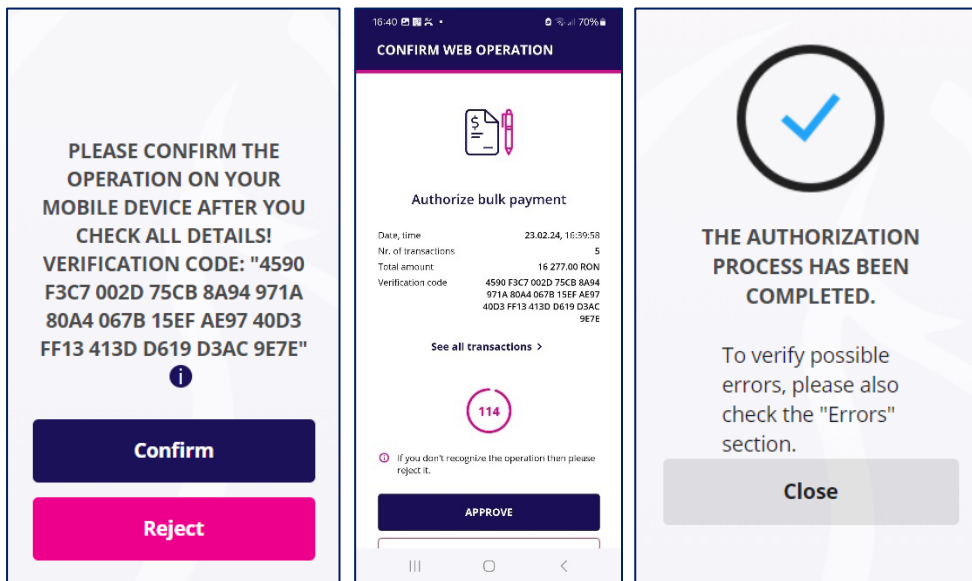 PLEASE CONFIRM THE
OPERATION ON YOUR
MOBILE DEVICE AFTER YOU
CHECK ALL DETAILS!
VERIFICATION CODE: "4590
F3C7 002D 75CB 8A94 971A
80A4 067B 15EF AE97 40D3
FF13 413D D619 D3AC 9E7E"
i
Confirm
Reject
16:40
70%
CONFIRM WEB OPERATION
$
Authorize bulk payment
Date, time 23.02.24, 16:39:58
Nr. of transactions 5
Total amount 16 277.00 RON
Verification code 4590 F3C7 002D 75CB 8A94
971A 80A4 067B 15EF AE97
40D3 FF13 413D D619 D3AC
9E7E
See all transactions >
114
If you don't recognize the operation then please
reject it.
APPROVE
THE AUTHORIZATION
PROCESS HAS BEEN
COMPLETED.
To verify possible
errors, please also
check the "Errors"
section.
Close